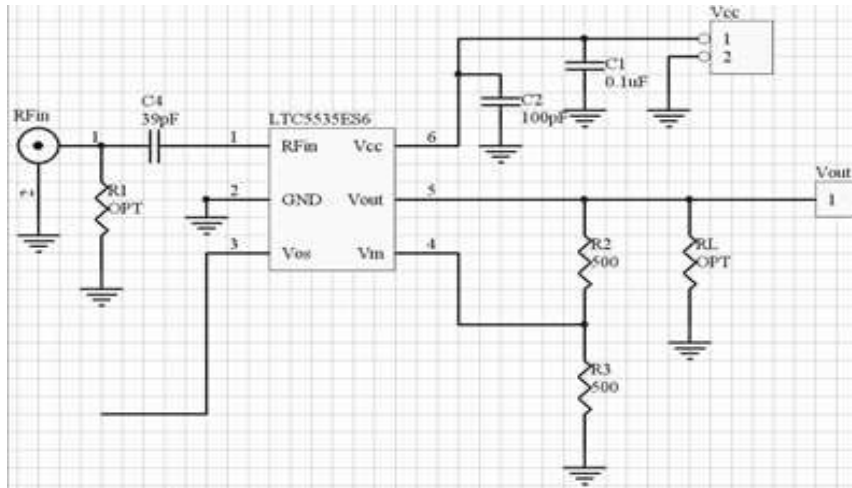 Vcc
1
2
C1
0.1uF
C2
100pF
C4
39pF
RFin
1
2
R1
OPT
LTC5535ES6
1
RFin
Vcc
6
2
GND
Vout
5
3
Vos
Vm
4
Vout
1
R2
500
RL
OPT
R3
500